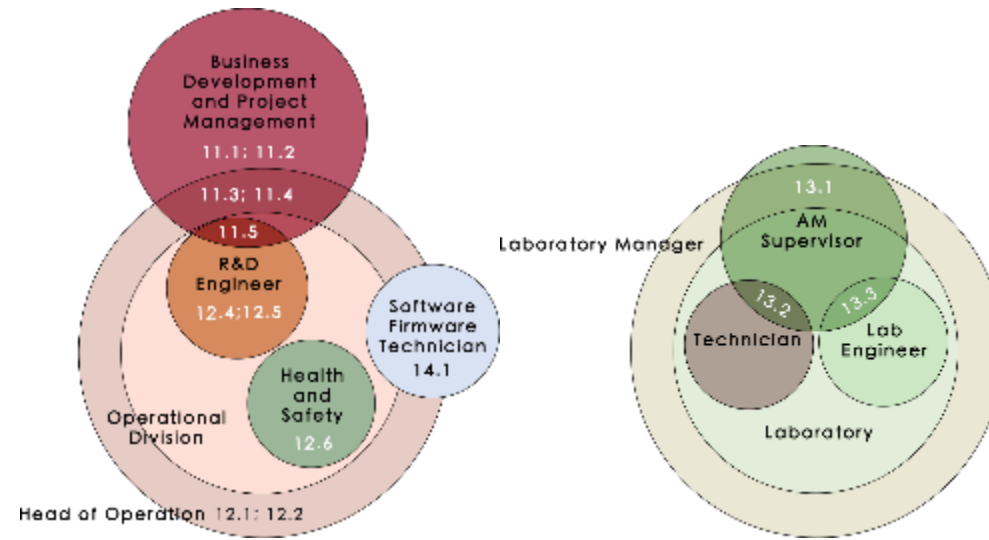 Business
Development
and Project
Management
11.1; 11.2
11.3; 11.4
11.5
R&D
Engineer
12.4;12.5
Software
Firmware
Technician
14.1
Health
and
Safety
12.6
Operational
Division
Head of Operation 12.1; 12.2
13.1
AM
Supervisor
Laboratory Manager
13.2
13.3
Technician
Lab
Engineer
Laboratory